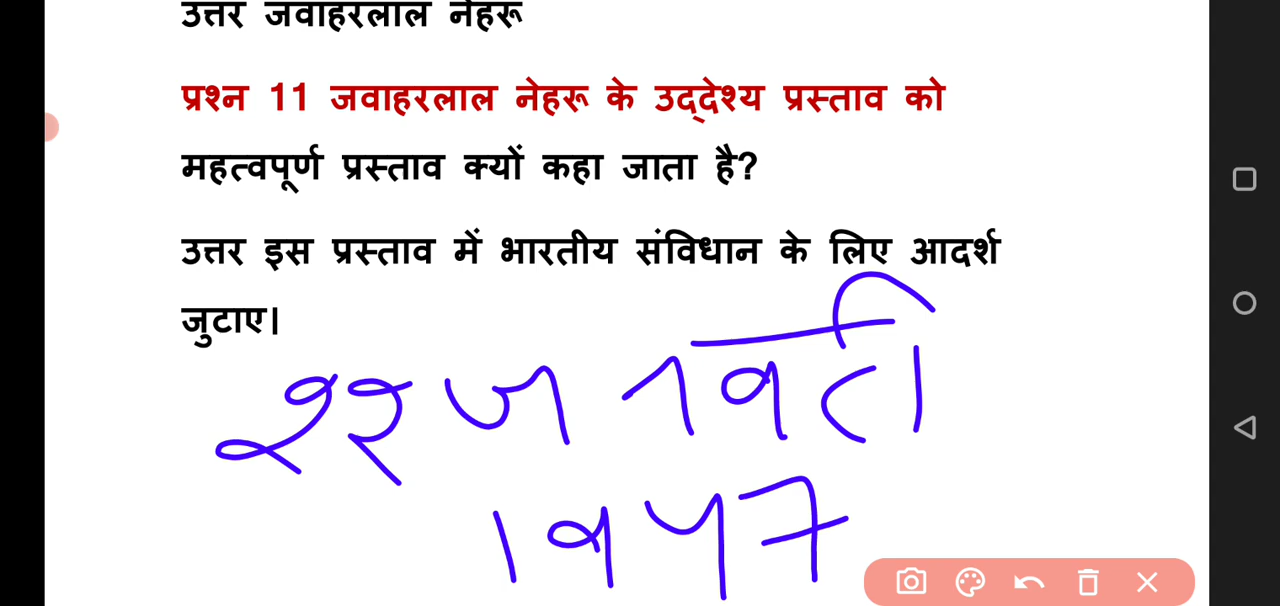 उत्तर जवाहरलाल नेहरू
प्रश्न 11 जवाहरलाल नेहरू के उद्देश्य प्रस्ताव को
महत्वपूर्ण प्रस्ताव क्यों कहा जाता है?
उत्तर इस प्रस्ताव में भारतीय संविधान के लिए आदर्श
जुटाए।
22 जनवरी
1947